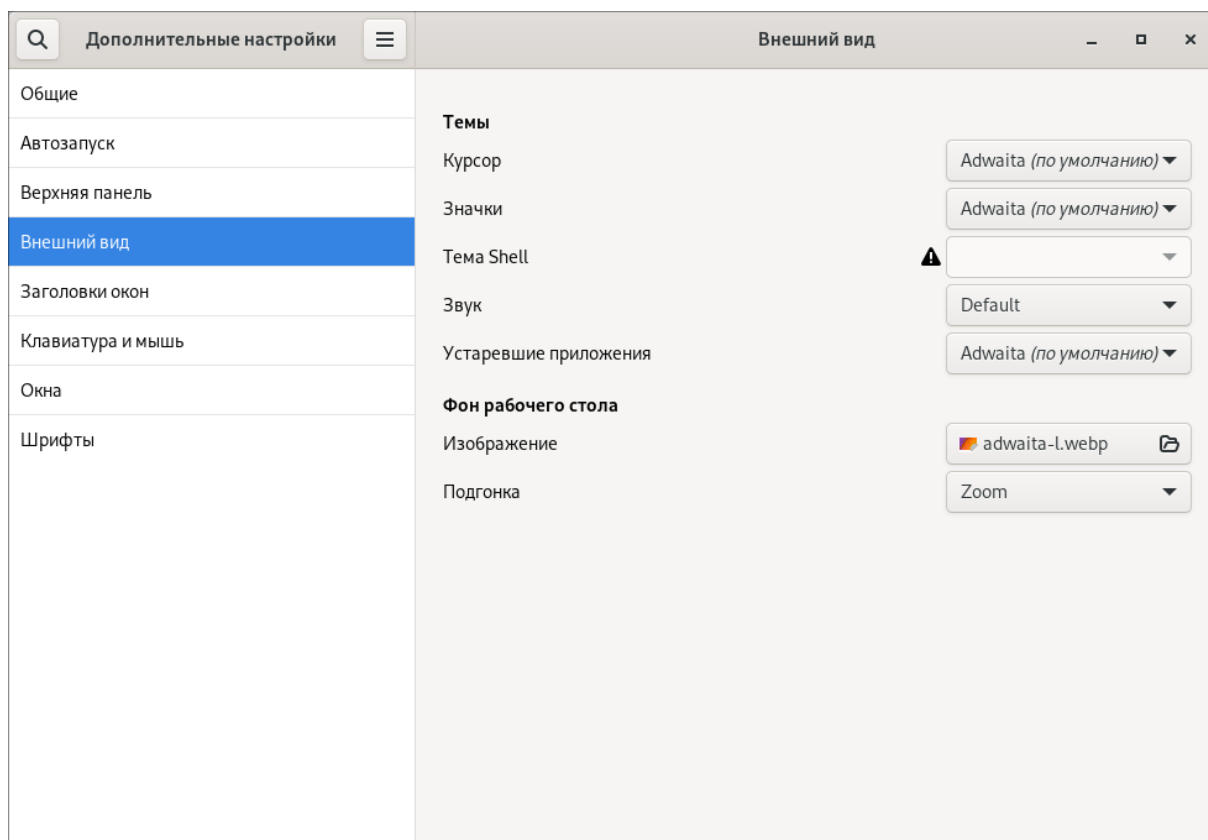 Дополнительные настройки
Внешний вид
Общие
Автозапуск
Верхняя панель
Внешний вид
Заголовки окон
Клавиатура и мышь
Окна
Шрифты
Темы
Курсор Adwaita (по умолчанию)
Значки Adwaita (по умолчанию)
Тема Shell
Звук Default
Устаревшие приложения Adwaita (по умолчанию)
Фон рабочего стола
Изображение adwaita-l.webp
Подгонка Zoom